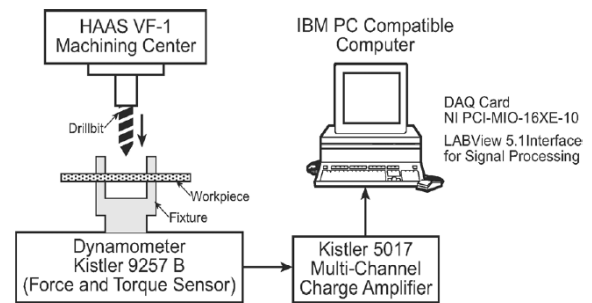 HAAS VF-1
Machining Center
IBM PC Compatible
Computer
Drillbit
DAQ Card
NI PCI-MIO-16XE-10
LABView 5.1Interface
for Signal Processing
Workpiece
Fixture
Dynamometer
Kistler 9257 B
(Force and Torque Sensor)
Kistler 5017
Multi-Channel
Charge Amplifier